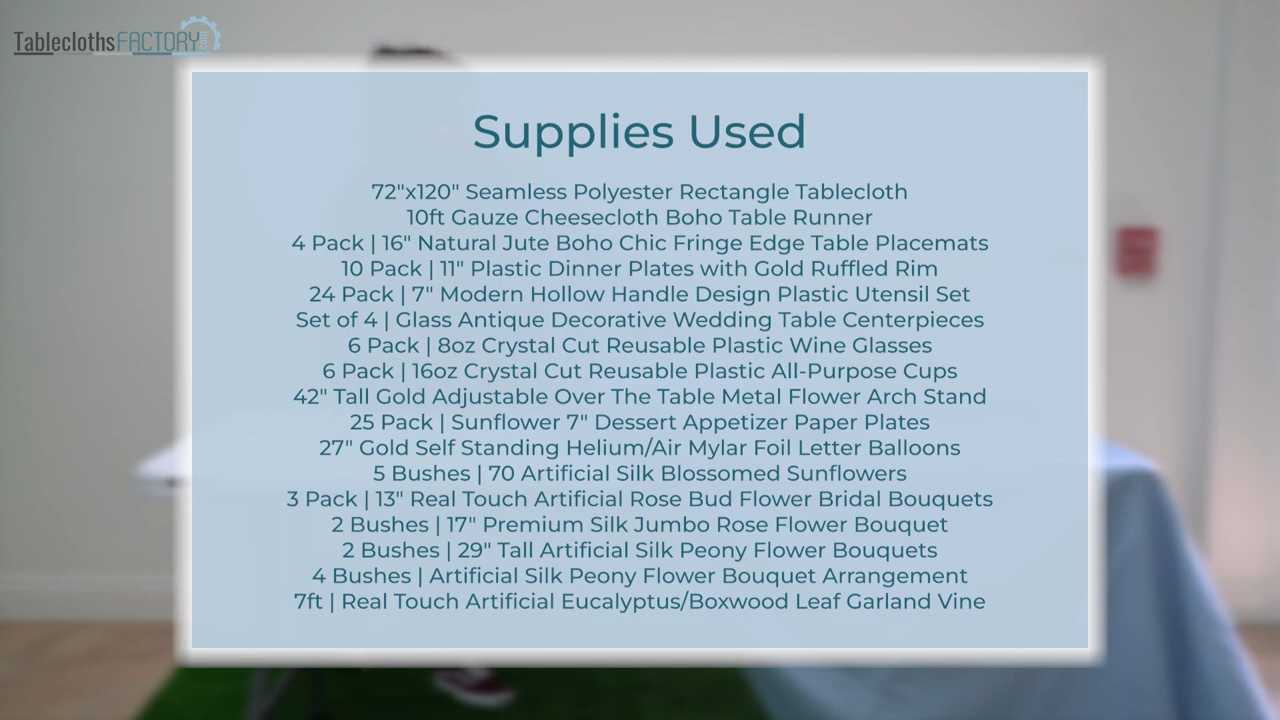 TableclothsFACTORY.com
Supplies Used
72"x120" Seamless Polyester Rectangle Tablecloth
10ft Gauze Cheesecloth Boho Table Runner
4 Pack | 16" Natural Jute Boho Chic Fringe Edge Table Placemats
10 Pack | 11" Plastic Dinner Plates with Gold Ruffled Rim
24 Pack | 7" Modern Hollow Handle Design Plastic Utensil Set
Set of 4 | Glass Antique Decorative Wedding Table Centerpieces
6 Pack | 8oz Crystal Cut Reusable Plastic Wine Glasses
6 Pack | 16oz Crystal Cut Reusable Plastic All-Purpose Cups
42" Tall Gold Adjustable Over The Table Metal Flower Arch Stand
25 Pack | Sunflower 7" Dessert Appetizer Paper Plates
27" Gold Self Standing Helium/Air Mylar Foil Letter Balloons
5 Bushes | 70 Artificial Silk Blossomed Sunflowers
3 Pack | 13" Real Touch Artificial Rose Bud Flower Bridal Bouquets
2 Bushes | 17" Premium Silk Jumbo Rose Flower Bouquet
2 Bushes | 29" Tall Artificial Silk Peony Flower Bouquets
4 Bushes | Artificial Silk Peony Flower Bouquet Arrangement
7ft | Real Touch Artificial Eucalyptus/Boxwood Leaf Garland Vine